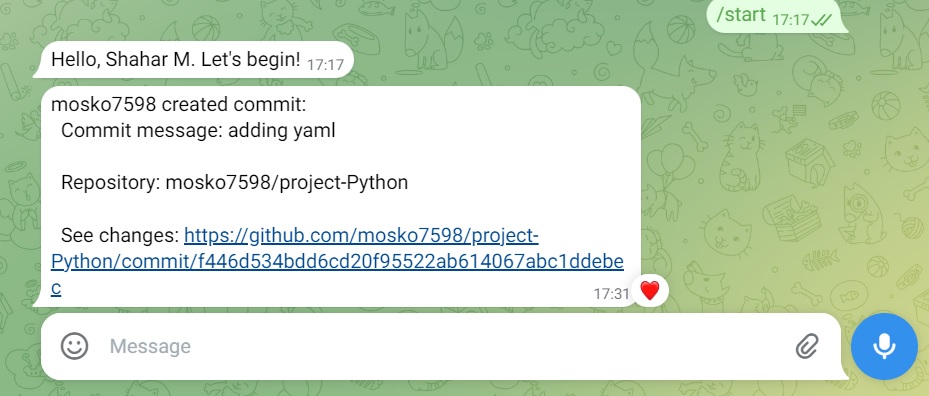 /start 17:17
Hello, Shahar M. Let's begin! 17:17
mosko7598 created commit:
Commit message: adding yaml
Repository: mosko7598/project-Python
See changes: https://github.com/mosko7598/project-
Python/commit/f446d534bdd6cd20f95522ab614067abc1ddebe
c
17:31
Message